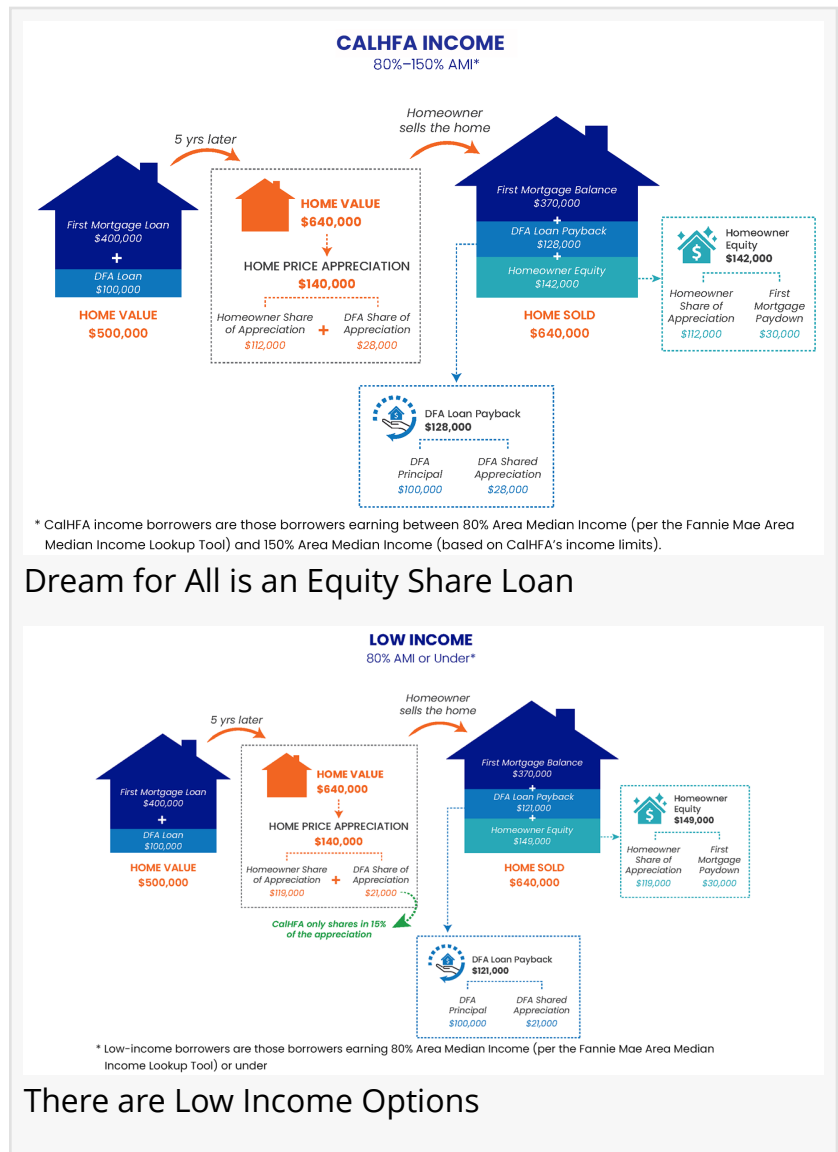 CALHFA INCOME
80%–150% AMI*
5 yrs later
Homeowner
sells the home
First Mortgage Loan
$400,000
+
DFA Loan
$100,000
HOME VALUE
$500,000
HOME VALUE
$640,000
HOME PRICE APPRECIATION
$140,000
Homeowner Share
of Appreciation
$112,000
+
DFA Share of
Appreciation
$28,000
First Mortgage Balance
$370,000
+
DFA Loan Payback
$128,000
+
Homeowner Equity
$142,000
HOME SOLD
$640,000
$
Homeowner
Equity
$142,000
Homeowner
Share of
Appreciation
$112,000
First
Mortgage
Paydown
$30,000
$
DFA Loan Payback
$128,000
DFA
Principal
$100,000
DFA Shared
Appreciation
$28,000
* CalHFA income borrowers are those borrowers earning between 80% Area Median Income (per the Fannie Mae Area
Median Income Lookup Tool) and 150% Area Median Income (based on CalHFA’s income limits).
Dream for All is an Equity Share Loan
LOW INCOME
80% AMI or Under*
5 yrs later
Homeowner
sells the home
First Mortgage Loan
$400,000
+
DFA Loan
$100,000
HOME VALUE
$500,000
HOME VALUE
$640,000
HOME PRICE APPRECIATION
$140,000
Homeowner Share
of Appreciation
$119,000
+
DFA Share of
Appreciation
$21,000
CalHFA only shares in 15%
of the appreciation
First Mortgage Balance
$370,000
+
DFA Loan Payback
$121,000
+
Homeowner Equity
$149,000
HOME SOLD
$640,000
$
Homeowner
Equity
$149,000
Homeowner
Share of
Appreciation
$119,000
First
Mortgage
Paydown
$30,000
$
DFA Loan Payback
$121,000
DFA
Principal
$100,000
DFA Shared
Appreciation
$21,000
* Low-income borrowers are those borrowers earning 80% Area Median Income (per the Fannie Mae Area Median
Income Lookup Tool) or under
There are Low Income Options